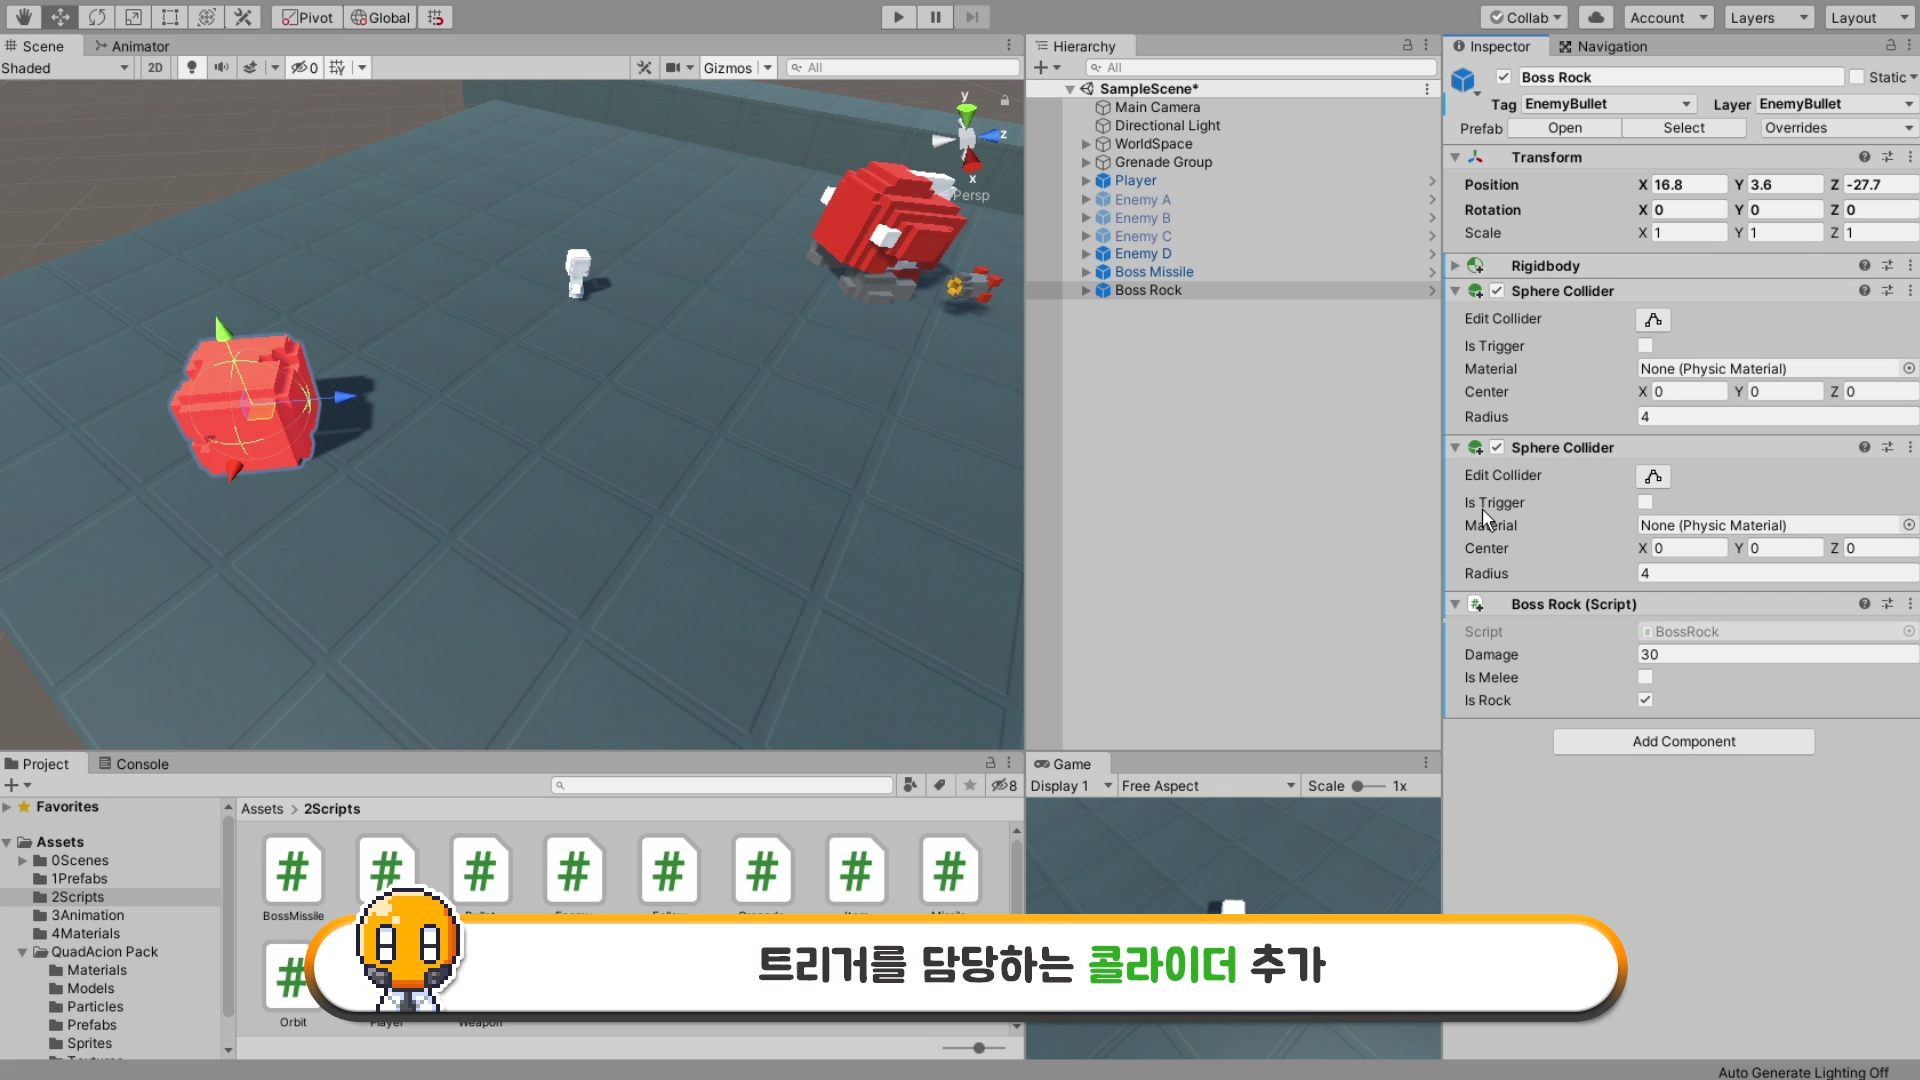 Pivot Global Collab Account Layers Layout
Scene Animator
Shaded 2D 0 Gizmos All
y
z
x
Persp
Hierarchy
All
SampleScene*
Main Camera
Directional Light
WorldSpace
Grenade Group
Player
Enemy A
Enemy B
Enemy C
Enemy D
Boss Missile
Boss Rock
Inspector Navigation
Boss Rock Static
Tag EnemyBullet Layer EnemyBullet
Prefab Open Select Overrides
Transform
Position X 16.8 Y 3.6 Z -27.7
Rotation X 0 Y 0 Z 0
Scale X 1 Y 1 Z 1
Rigidbody
Sphere Collider
Edit Collider
Is Trigger
Material None (Physic Material)
Center X 0 Y 0 Z 0
Radius 4
Sphere Collider
Edit Collider
Is Trigger
Material None (Physic Material)
Center X 0 Y 0 Z 0
Radius 4
Boss Rock (Script)
Script BossRock
Damage 30
Is Melee
Is Rock
Add Component
Project Console
8
Favorites
Assets
0Scenes
1Prefabs
2Scripts
3Animation
4Materials
QuadAcion Pack
Materials
Models
Particles
Prefabs
Sprites
Assets > 2Scripts
BossMissile
Orbit Player Weapon
Game
Display 1 Free Aspect Scale 1x
트리거를 담당하는 콜라이더 추가
Auto Generate Lighting Off